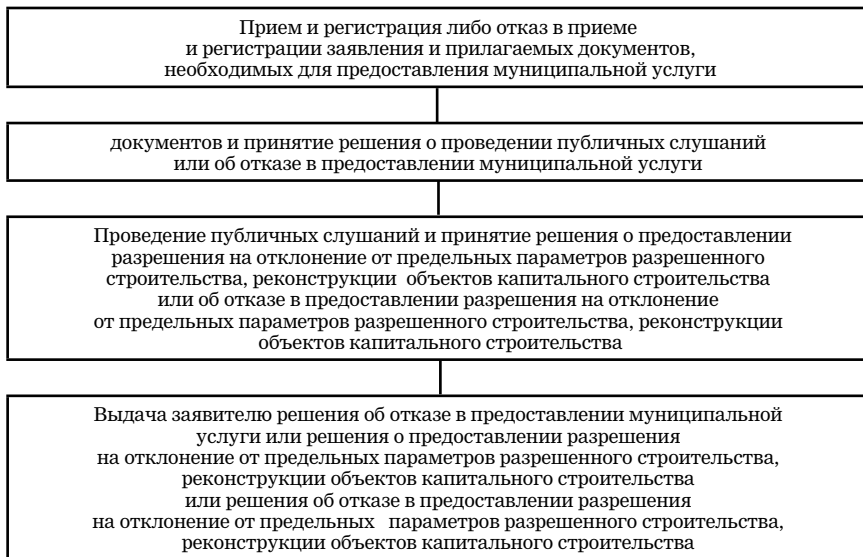 Прием и регистрация либо отказ в приеме
и регистрации заявления и прилагаемых документов,
необходимых для предоставления муниципальной услуги
документов и принятие решения о проведении публичных слушаний
или об отказе в предоставлении муниципальной услуги
Проведение публичных слушаний и принятие решения о предоставлении
разрешения на отклонение от предельных параметров разрешенного
строительства, реконструкции объектов капитального строительства
или об отказе в предоставлении разрешения на отклонение
от предельных параметров разрешенного строительства, реконструкции
объектов капитального строительства
Выдача заявителю решения об отказе в предоставлении муниципальной
услуги или решения о предоставлении разрешения
на отклонение от предельных параметров разрешенного строительства,
реконструкции объектов капитального строительства
или решения об отказе в предоставлении разрешения
на отклонение от предельных параметров разрешенного строительства,
реконструкции объектов капитального строительства